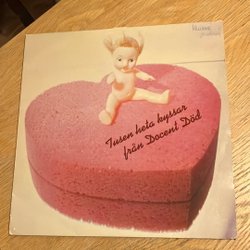 Tusen heta kyssar
från Docent Död